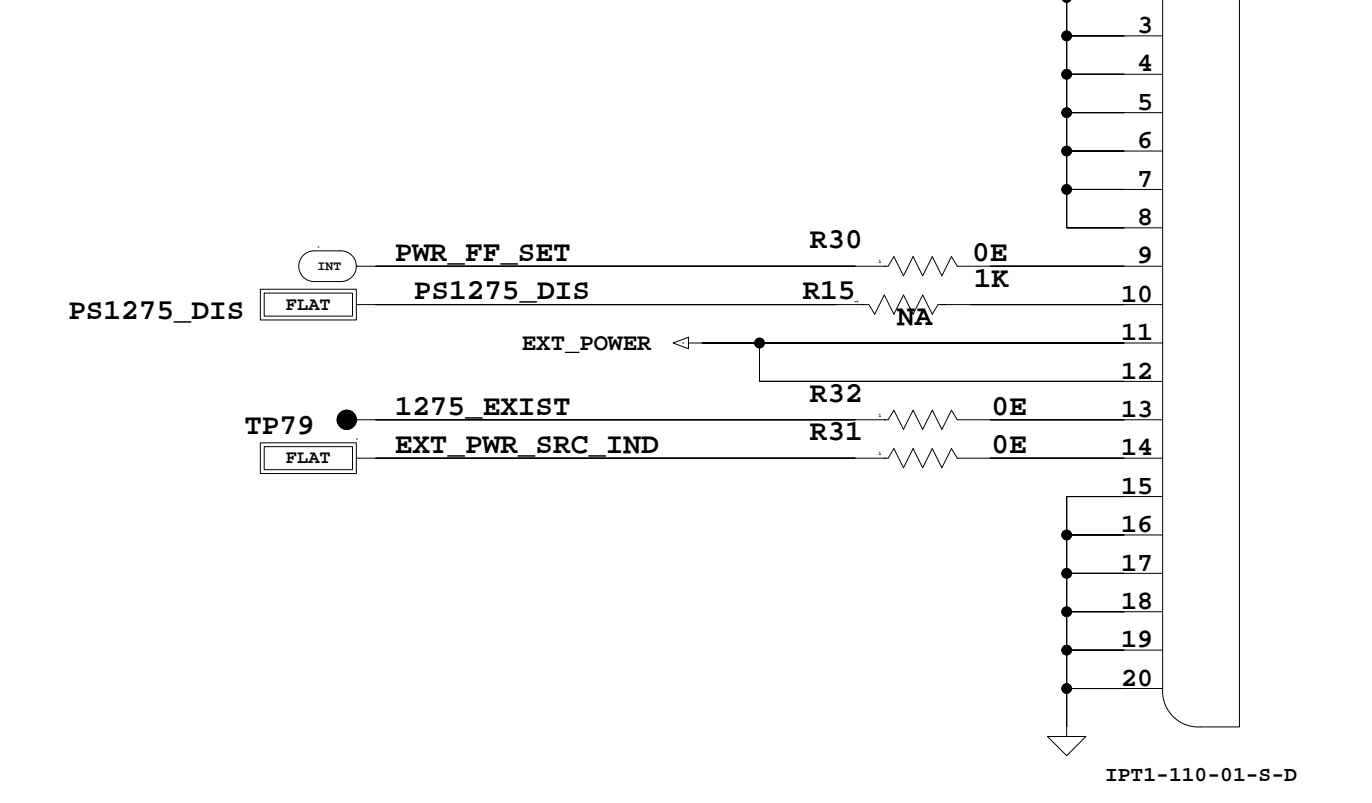 3
4
5
6
7
8
R30
INT
PWR_FF_SET
0E
9
1K
PS1275_DIS
FLAT
PS1275_DIS
R15
NA
10
EXT_POWER
11
12
R32
TP79
1275_EXIST
0E
13
R31
FLAT
EXT_PWR_SRC_IND
0E
14
15
16
17
18
19
20
IPT1-110-01-S-D